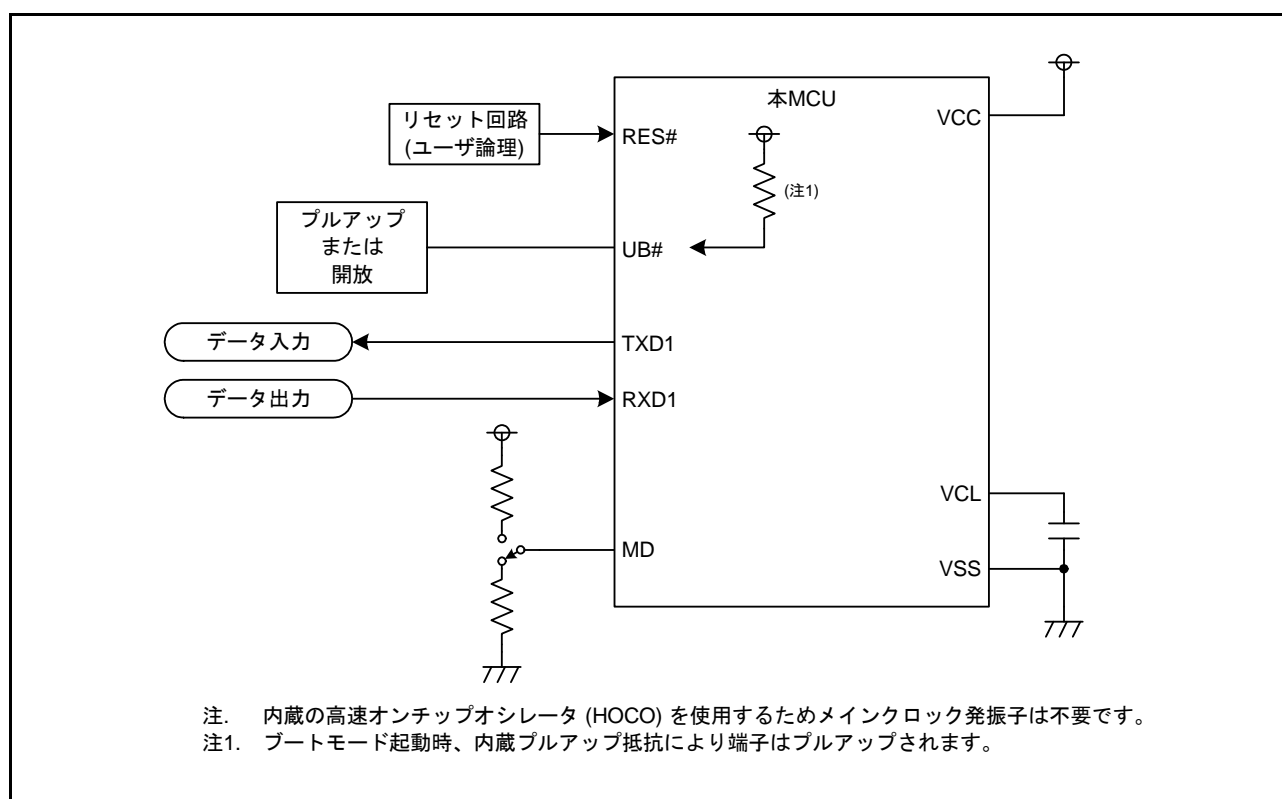 本MCU
VCC
リセット回路
(ユーザ論理)
RES#
(注1)
プルアップ
または
開放
UB#
データ入力
TXD1
データ出力
RXD1
VCL
MD
VSS
注. 内蔵の高速オンチップオシレータ (HOCO) を使用するためメインクロック発振子は不要です。
注1. ブートモード起動時、内蔵プルアップ抵抗により端子はプルアップされます。